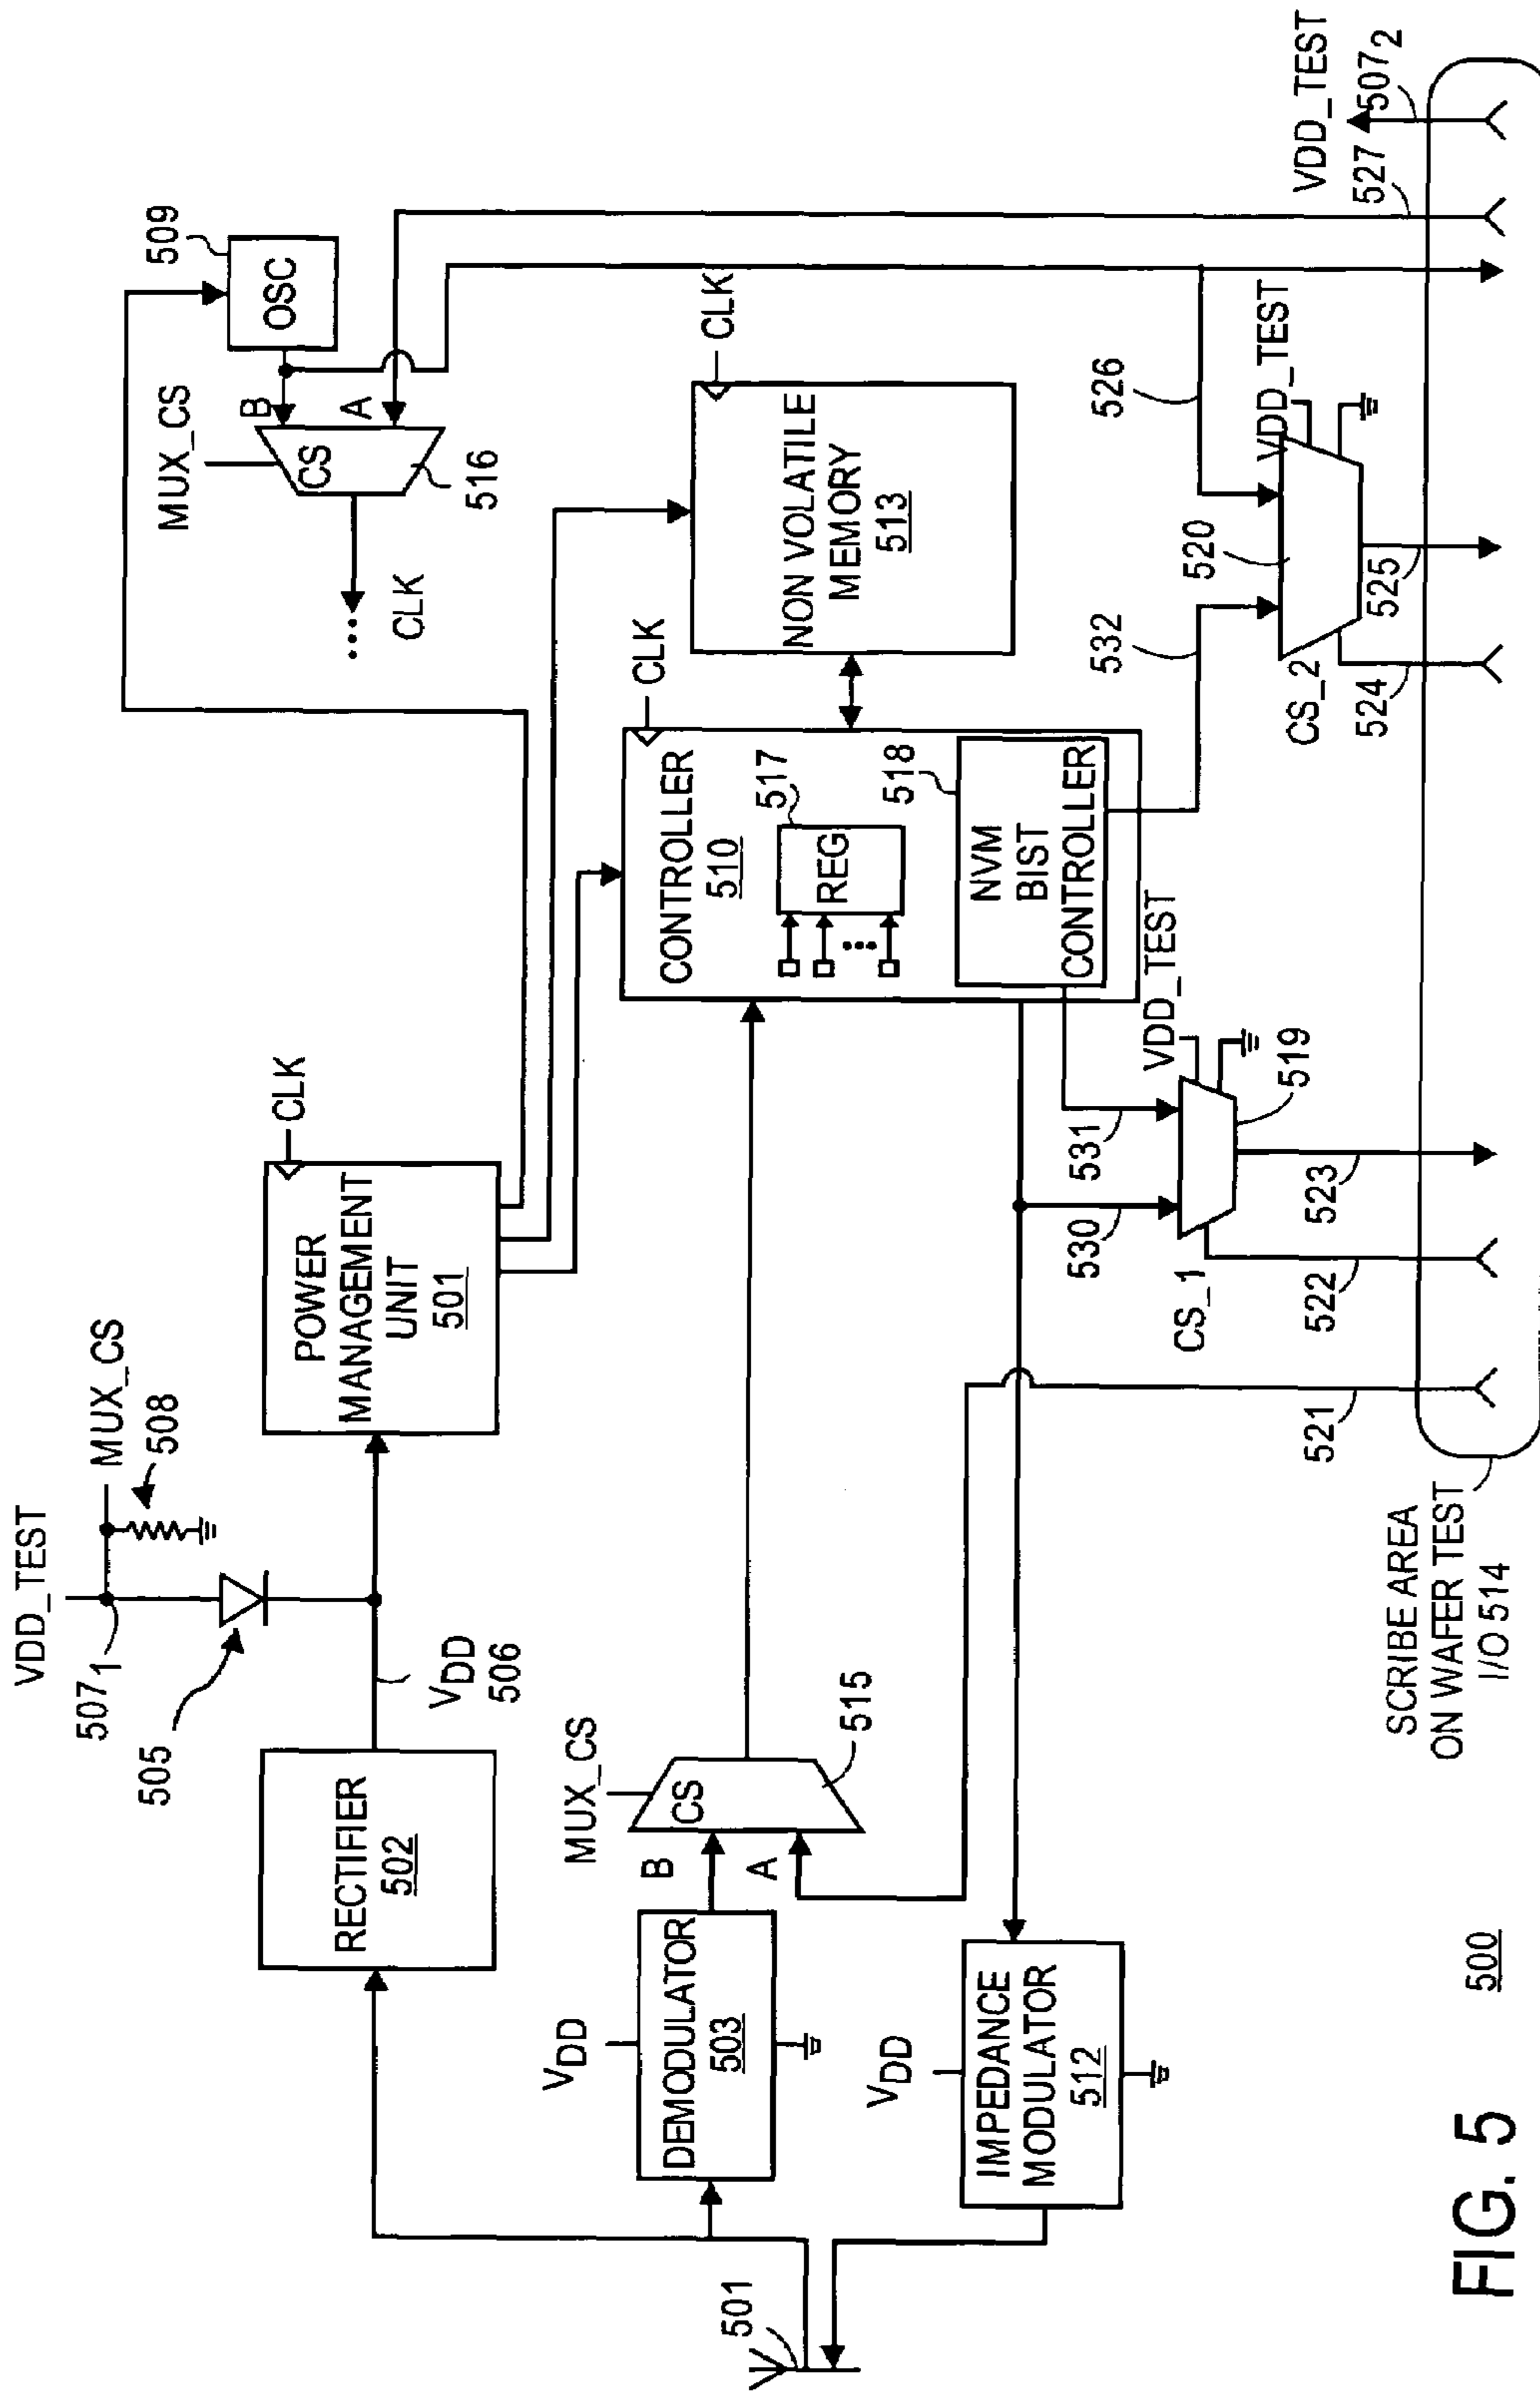 VDD_TEST
507₁
MUX_CS
508
505
VDD
506
RECTIFIER
502
POWER
MANAGEMENT
UNIT
501
CLK
OSC
509
MUX_CS
B
A
CS
516
CLK
501
VDD
DEMODULATOR
503
MUX_CS
B
A
CS
515
CONTROLLER
510
CLK
REG
517
518
NVM
BIST
CONTROLLER
NON VOLATILE
MEMORY
513
CLK
VDD
IMPEDANCE
MODULATOR
512
530
531
VDD_TEST
CS_1
519
532
520
526
VDD_TEST
CS_2
521
522
523
524
525
527
VDD_TEST
507₂
SCRIBE AREA
ON WAFER TEST
I/O 514
500
FIG. 5